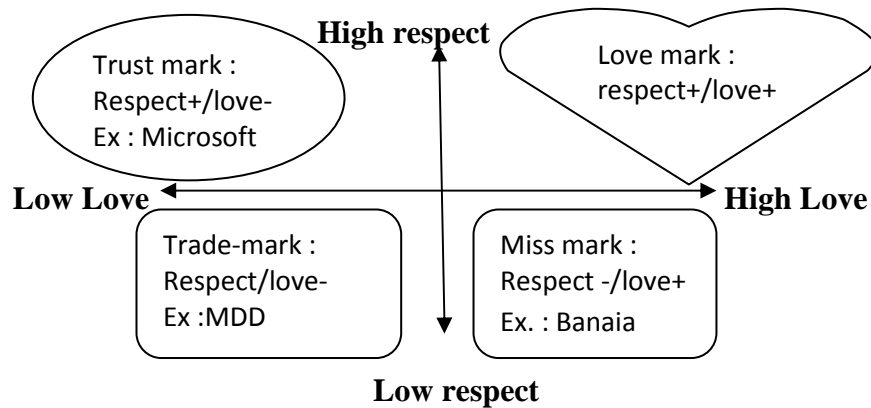 High respect
Trust mark :
Respect+/love-
Ex : Microsoft
Love mark :
respect+/love+
Low Love
High Love
Trade-mark :
Respect/love-
Ex :MDD
Miss mark :
Respect -/love+
Ex. : Banaia
Low respect